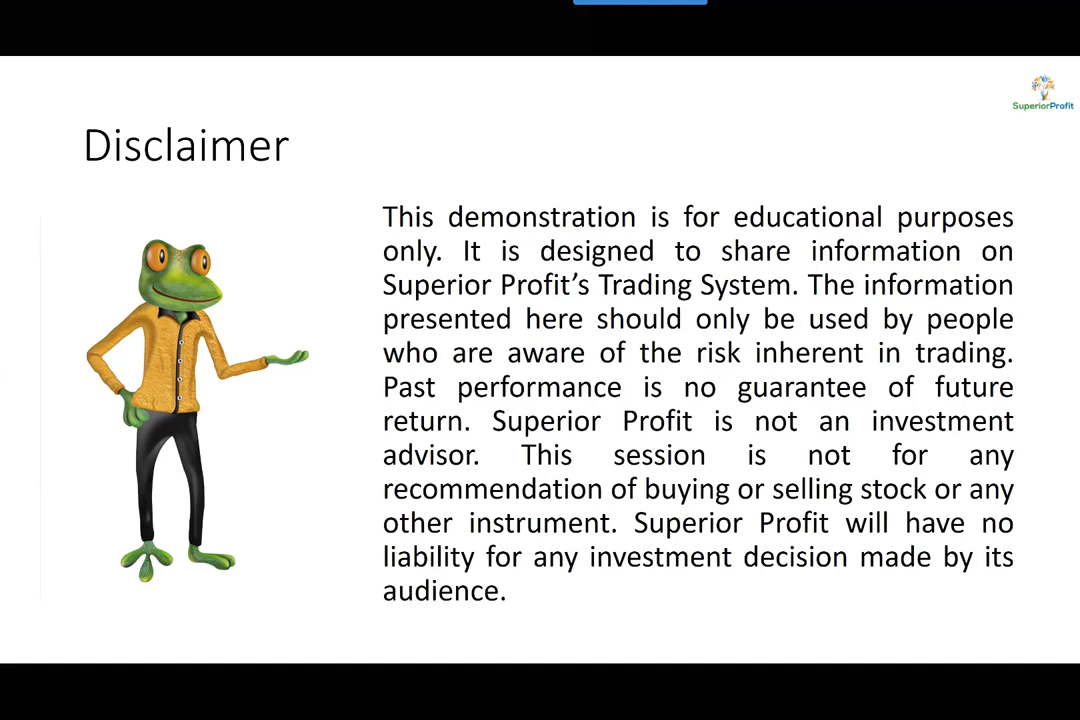 SuperiorProfit
Disclaimer
This demonstration is for educational purposes
only. It is designed to share information on
Superior Profit’s Trading System. The information
presented here should only be used by people
who are aware of the risk inherent in trading.
Past performance is no guarantee of future
return. Superior Profit is not an investment
advisor. This session is not for any
recommendation of buying or selling stock or any
other instrument. Superior Profit will have no
liability for any investment decision made by its
audience.